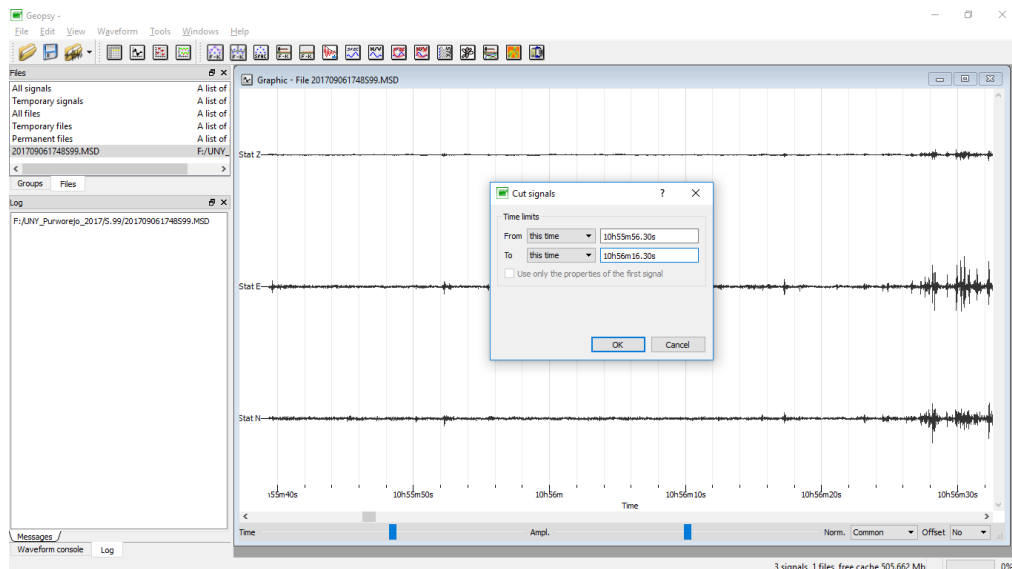 Geopsy -
File Edit View Waveform Tools Windows Help
Files
All signals A list of
Temporary signals A list of
All files A list of
Temporary files A list of
Permanent files A list of
201709061748S99.MSD F:/UNY_
Groups Files
Log
F:/UNY_Purworejo_2017/S.99/201709061748S99.MSD
Messages
Waveform console Log
Graphic - File 201709061748S99.MSD
Stat Z
Stat E
Stat N
Cut signals ?
Time limits
From this time 10h55m56.30s
To this time 10h56m16.30s
Use only the properties of the first signal
OK Cancel
55m40s 10h55m50s 10h56m 10h56m10s 10h56m20s 10h56m30s
Time
Time Ampl. Norm. Common Offset No
3 signals, 1 files, free cache 505.662 Mb 0%